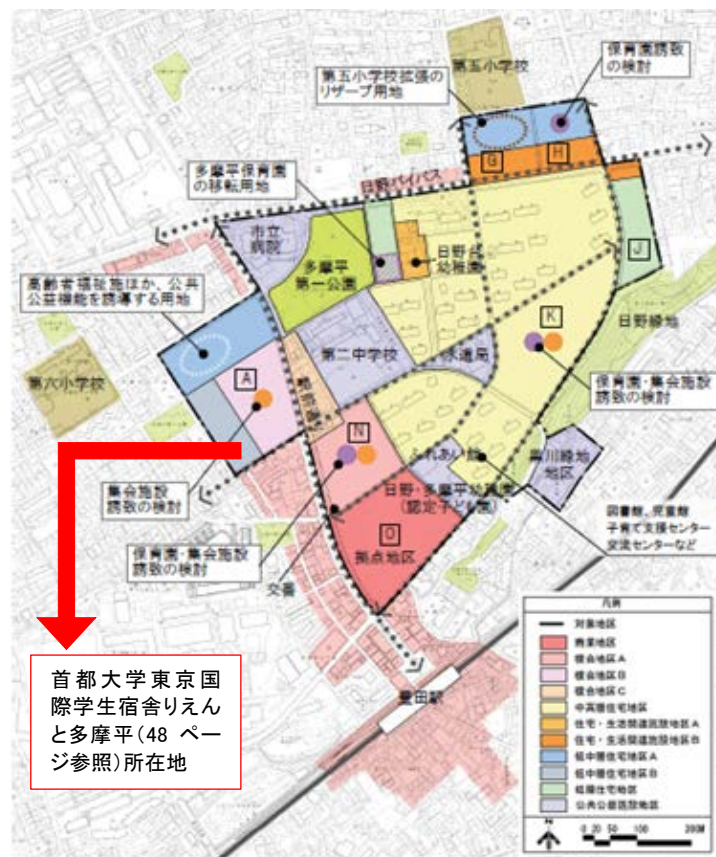 保育園誘致
の検討
第五小学校
第五小学校拡張の
リザーブ用地
G
H
多摩平保育園
の移転用地
日野バイパス
市立
病院
多摩平
第一公園
日野台
幼稚園
J
高齢者福祉施ほか、公共
公益機能を誘導する用地
日野緑地
K
第二中学校
水道局
第六小学校
A
保育園・集会施設
誘致の検討
N
ふれあい館
黒川緑地
地区
集会施設
誘致の検討
日野・多摩平幼稚園
(認定子ども園)
図書館、児童館
子育て支援センター
交流センターなど
O
拠点地区
保育園・集会施設
誘致の検討
交番
凡例
対象地区
商業地区
複合地区A
複合地区B
複合地区C
中高層住宅地区
住宅・生活関連施設地区A
住宅・生活関連施設地区B
低中層住宅地区A
低中層住宅地区B
低層住宅地区
公共公益施設地区
首都大学東京国
際学生宿舎りえん
と多摩平(48 ペー
ジ参照)所在地
豊田駅
N
0 20 50 100 200M